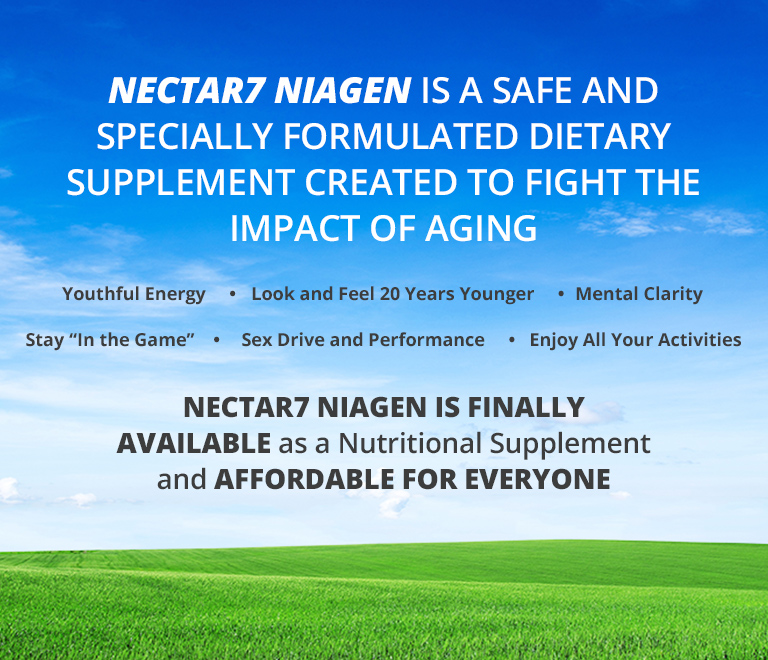 NECTAR7 NIAGEN IS A SAFE AND
SPECIALLY FORMULATED DIETARY
SUPPLEMENT CREATED TO FIGHT THE
IMPACT OF AGING
Youthful Energy • Look and Feel 20 Years Younger • Mental Clarity
Stay “In the Game” • Sex Drive and Performance • Enjoy All Your Activities
NECTAR7 NIAGEN IS FINALLY
AVAILABLE as a Nutritional Supplement
and AFFORDABLE FOR EVERYONE